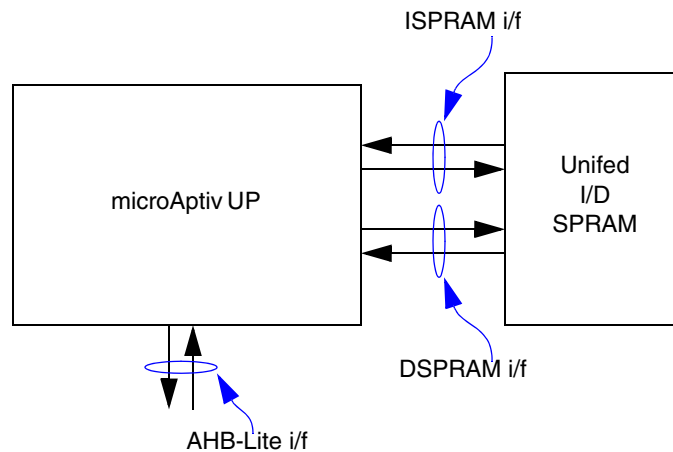 ISPRAM i/f
microAptiv UP
Unifed
I/D
SPRAM
DSPRAM i/f
AHB-Lite i/f